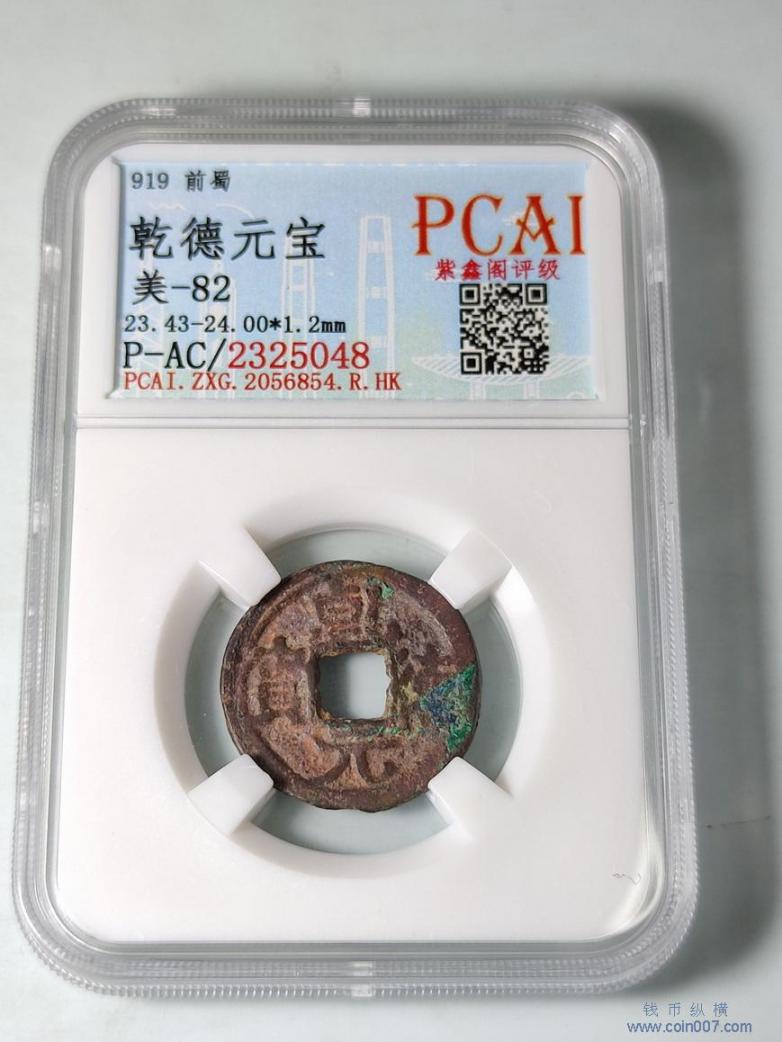 919 前蜀
乾德元宝
美-82
23.43-24.00*1.2mm
P-AC/2325048
PCAI.ZXG.2056854.R.HK
PCAI
紫鑫阁评级
钱币纵横
www.coin007.com